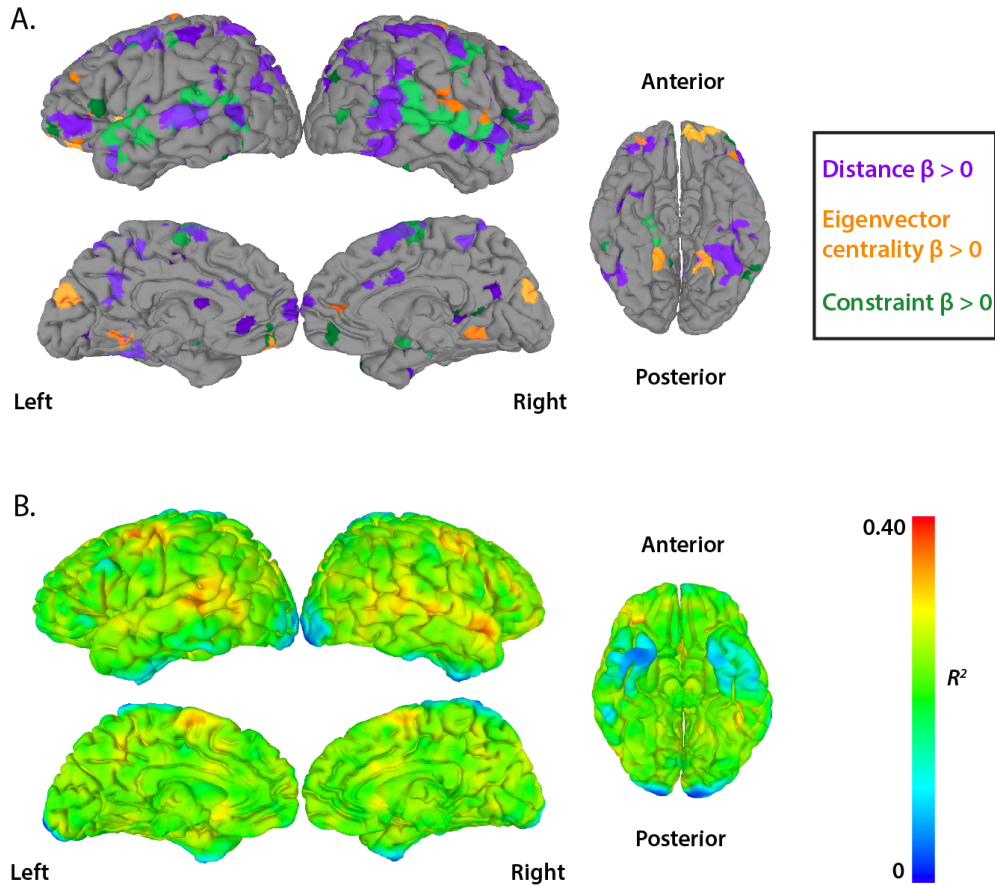 A.
Anterior
Distance β > 0
Eigenvector
centrality β > 0
Constraint β > 0
Posterior
Left
Right
B.
0.40
Anterior
R²
Posterior
0
Left
Right